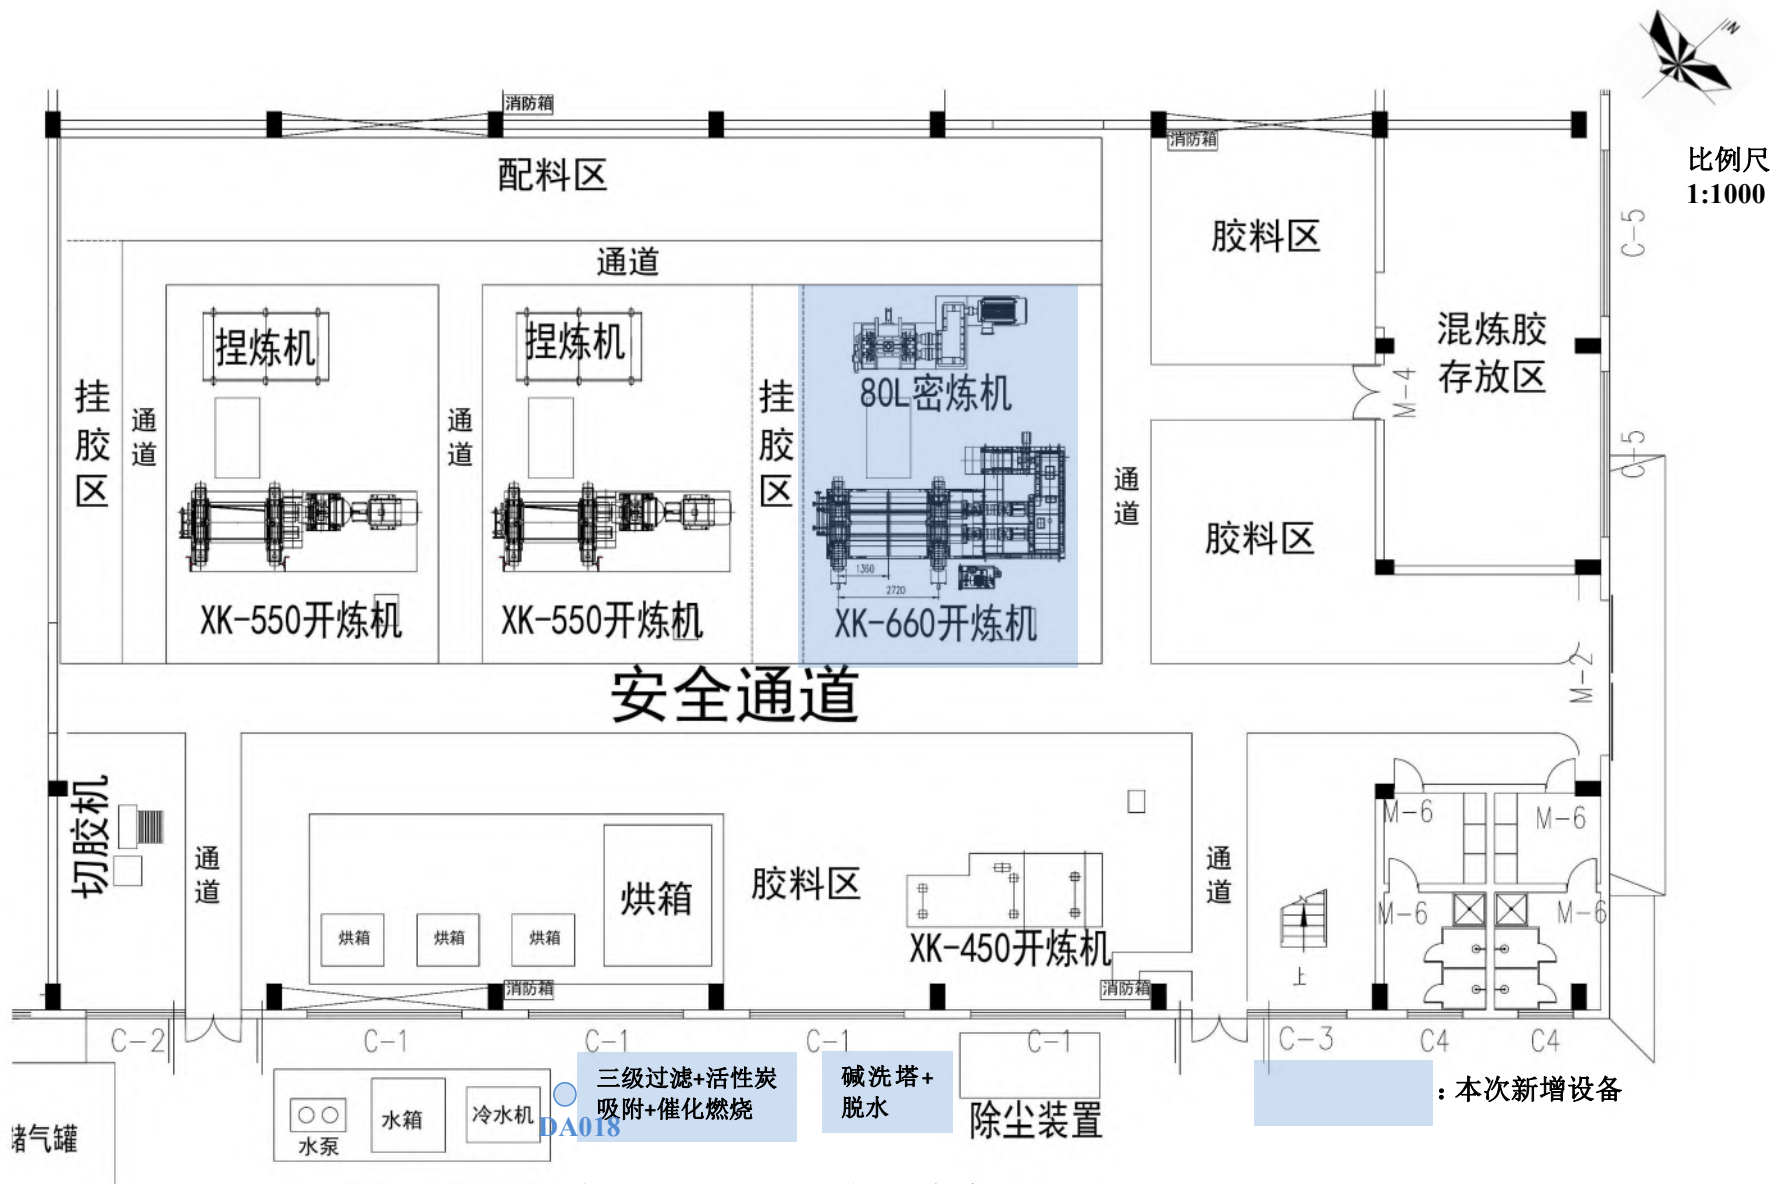 N
比例尺
1:1000
消防箱
消防箱
配料区
胶料区
通道
C-5
捏炼机
捏炼机
80L密炼机
混炼胶
存放区
M-4
挂胶区
通道
通道
挂胶区
通道
C-5
胶料区
1360
2720
XK-550开炼机
XK-550开炼机
XK-660开炼机
安全通道
M-2
切胶机
通道
烘箱
烘箱
烘箱
烘箱
胶料区
XK-450开炼机
通道
上
M-6
M-6
M-6
M-6
消防箱
消防箱
C-2
C-1
C-1
C-1
C-1
C-3
C4
C4
三级过滤+活性炭
吸附+催化燃烧
碱洗塔+
脱水
除尘装置
：本次新增设备
水泵
水箱
冷水机
DA018
储气罐